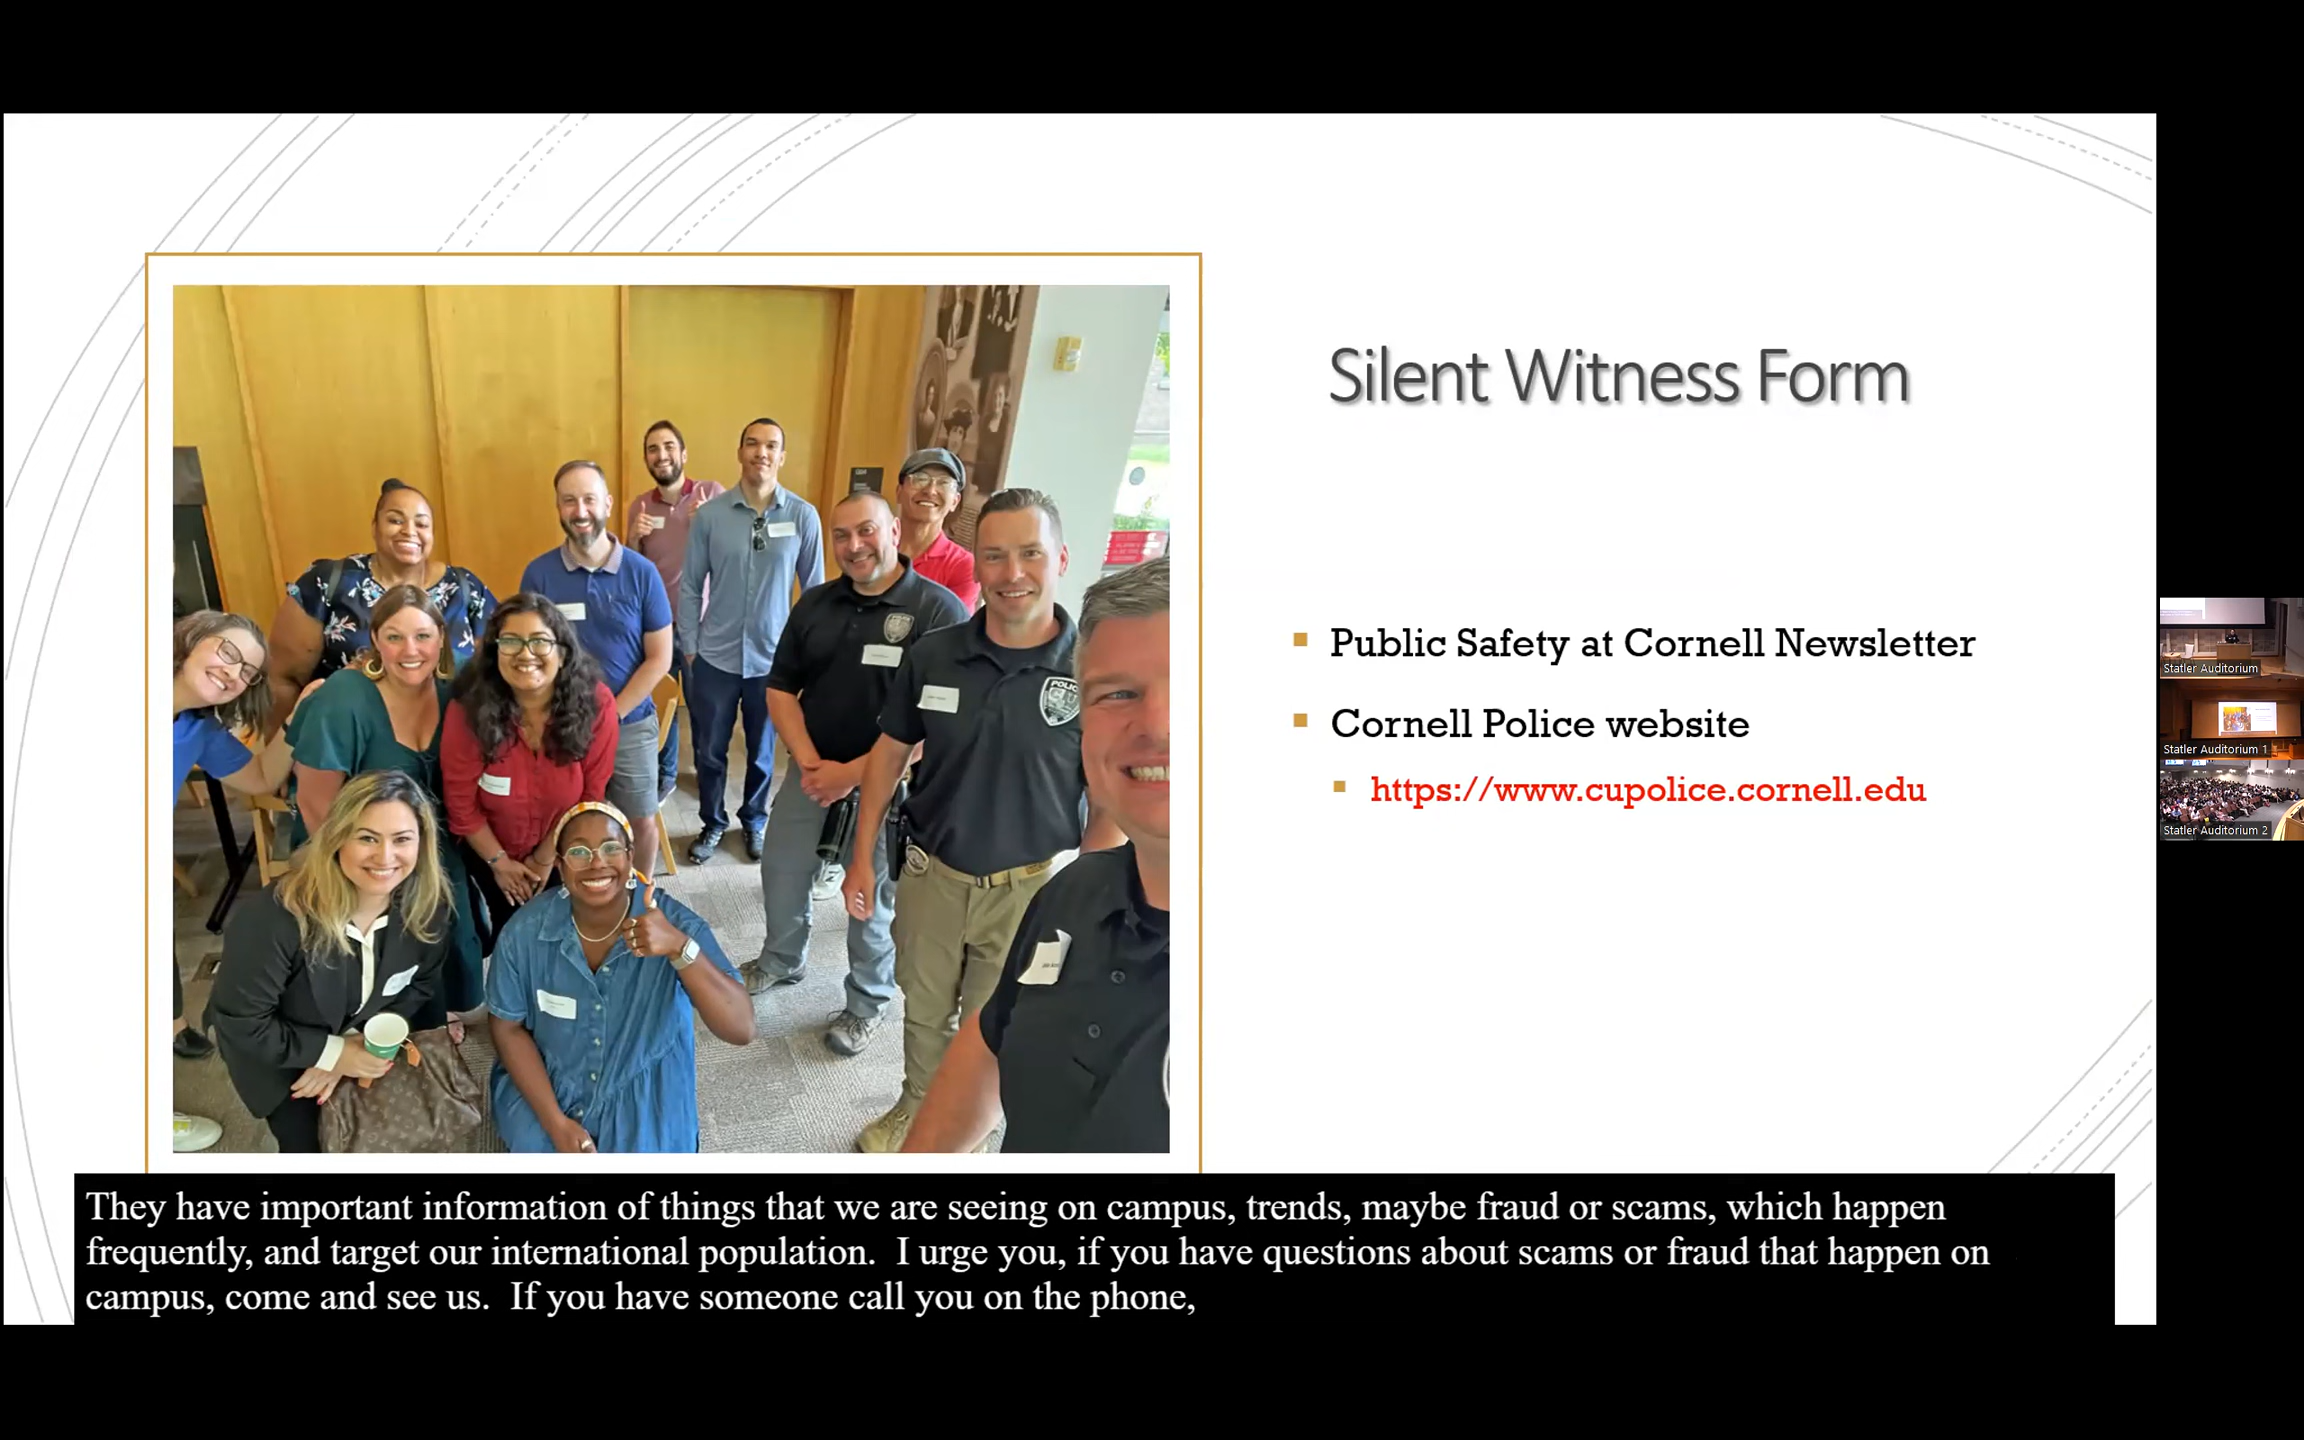 Silent Witness Form
Public Safety at Cornell Newsletter
Cornell Police website
https://www.cupolice.cornell.edu
POLICE
They have important information of things that we are seeing on campus, trends, maybe fraud or scams, which happen
frequently, and target our international population.  I urge you, if you have questions about scams or fraud that happen on
campus, come and see us.  If you have someone call you on the phone,
Statler Auditorium
Statler Auditorium 1
Statler Auditorium 2